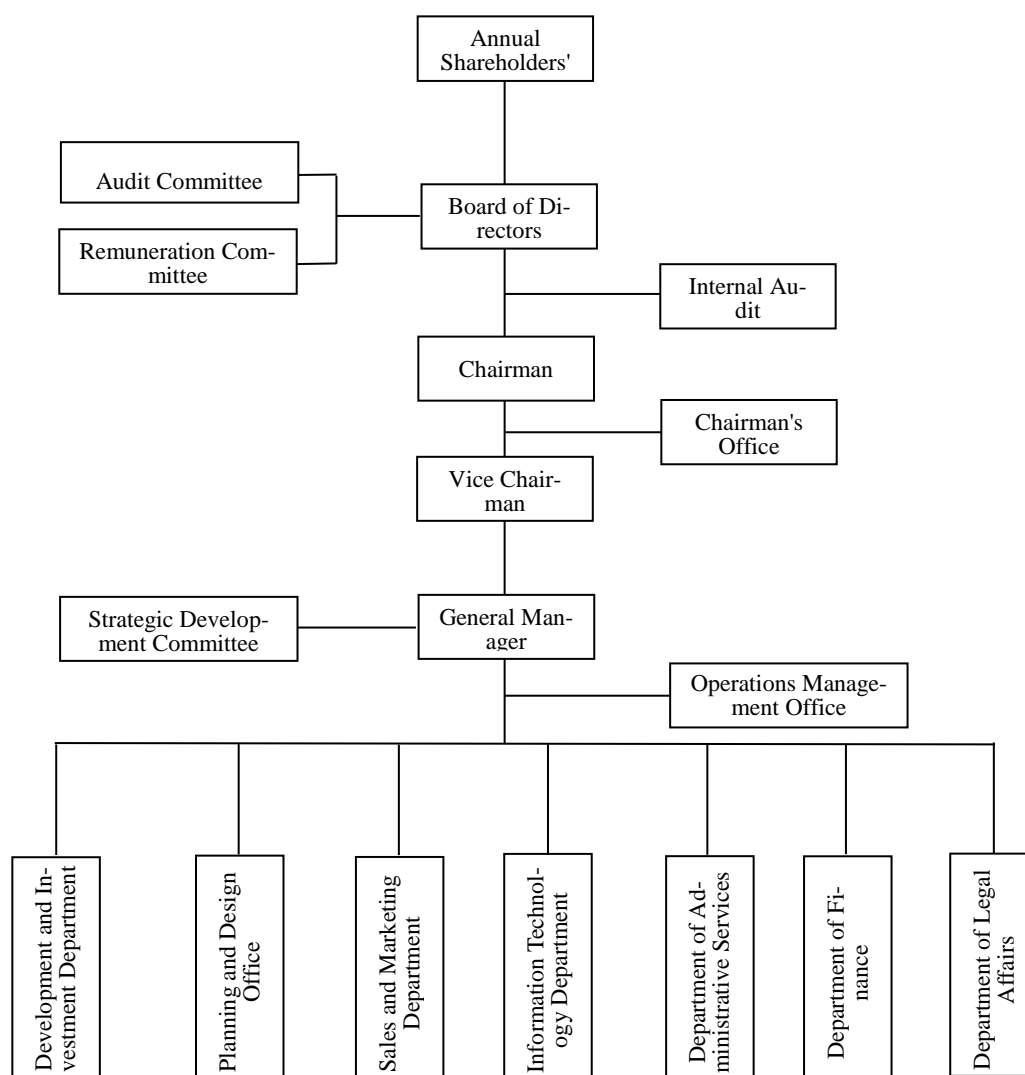 Annual
Shareholders'
Audit Committee
Board of Di-
rectors
Remuneration Com-
mittee
Internal Au-
dit
Chairman
Chairman's
Office
Vice Chair-
man
Strategic Develop-
ment Committee
General Man-
ager
Operations Manage-
ment Office
Development and In-
vestment Department
Planning and Design
Office
Sales and Marketing
Department
Information Technol-
ogy Department
Department of Ad-
ministrative Services
Department of Fi-
nance
Department of Legal
Affairs